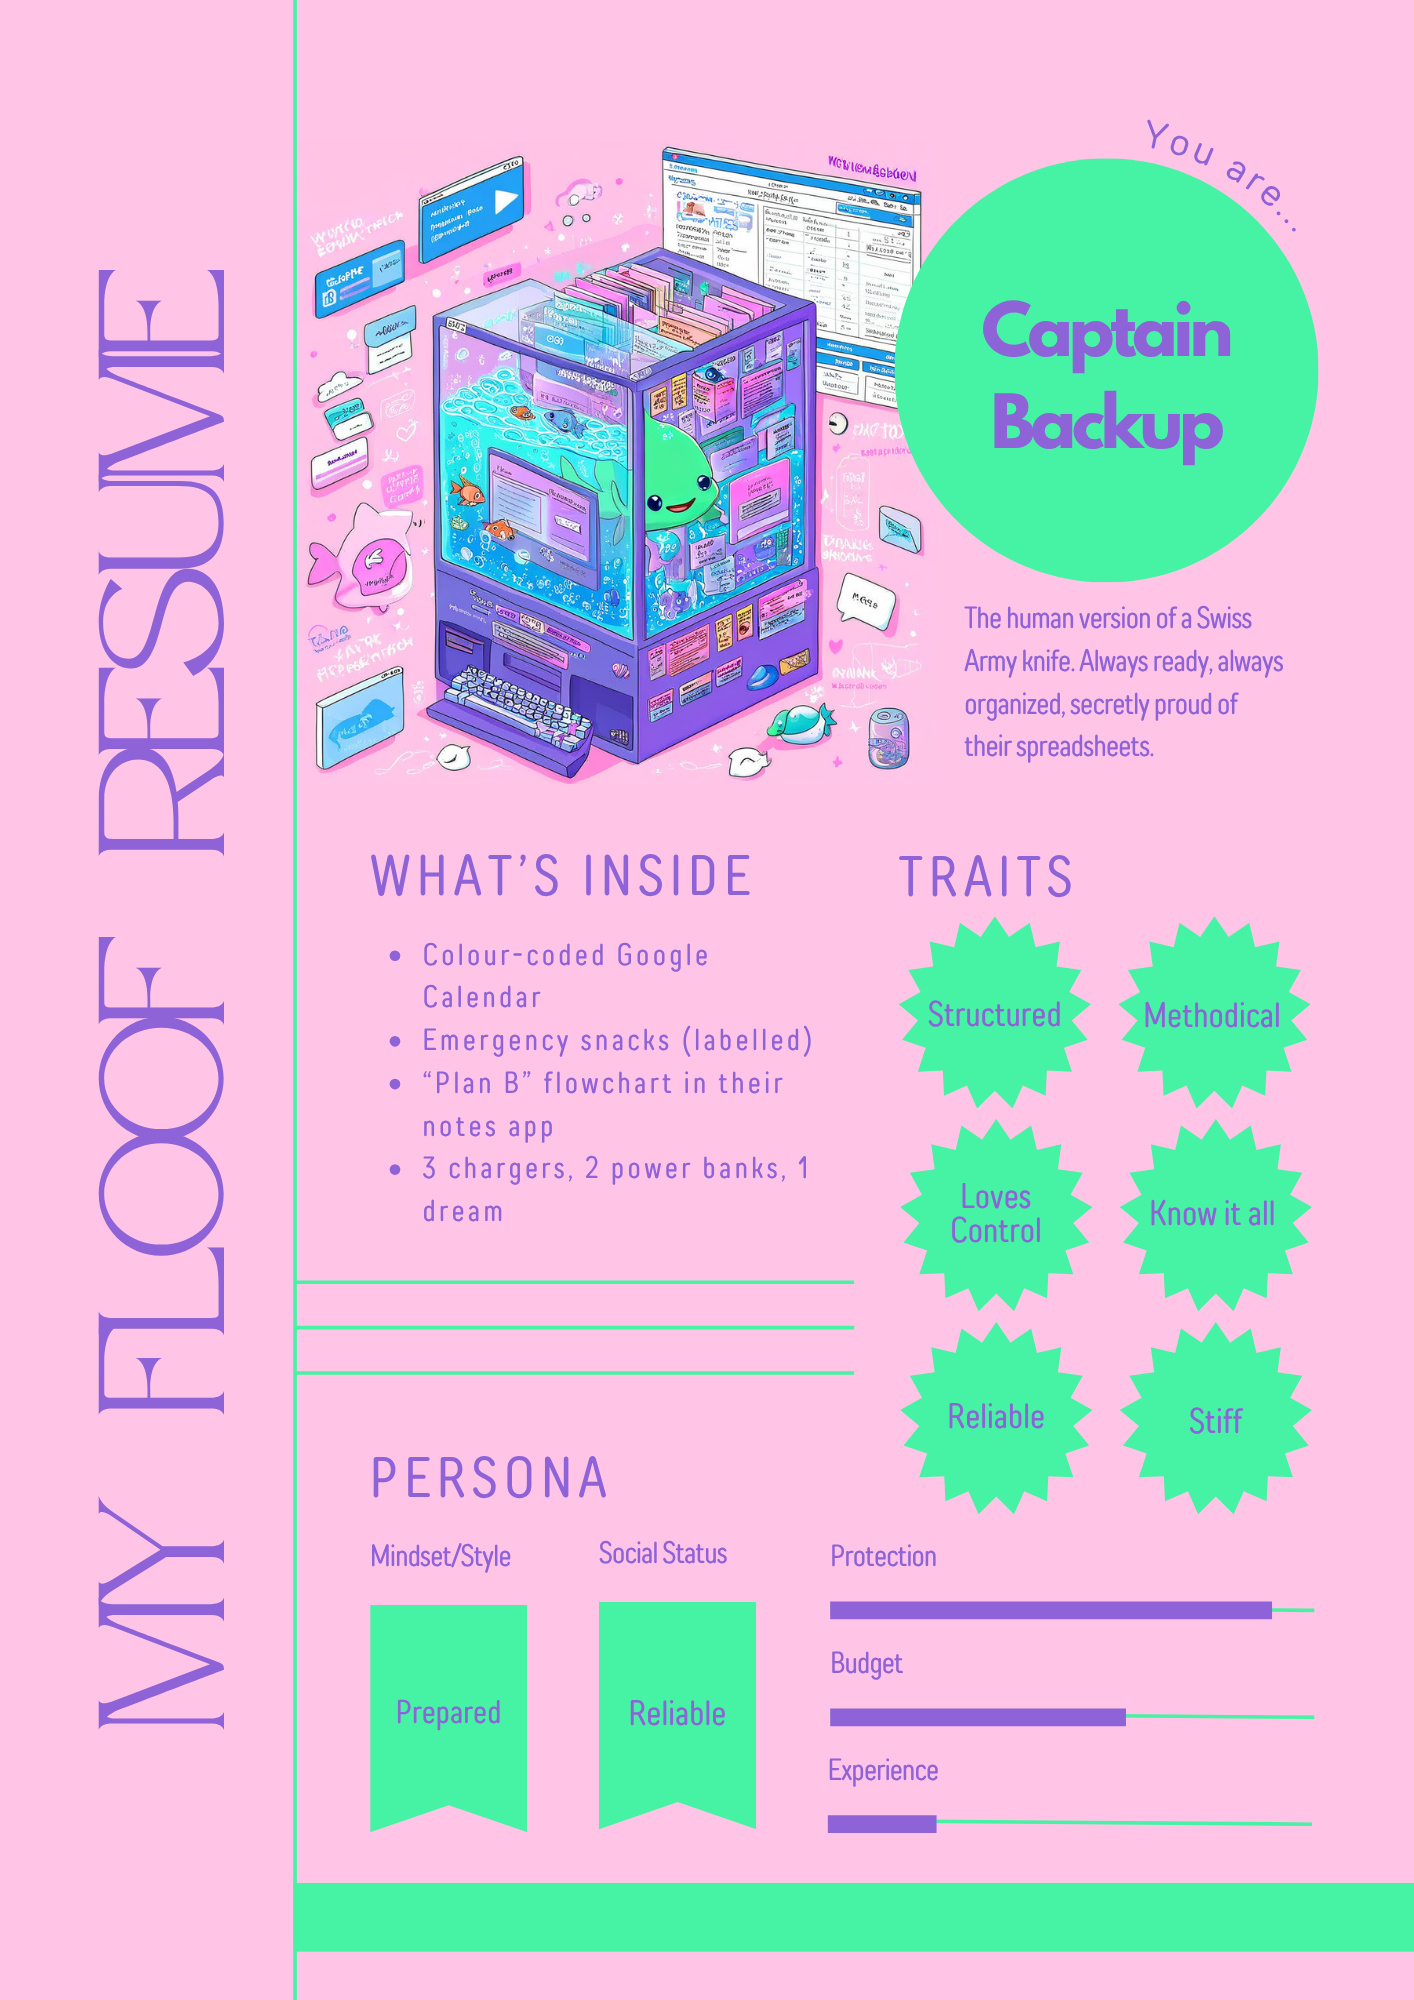 MY FLOOF RESUME
You are...
Captain
Backup
The human version of a Swiss
Army knife. Always ready, always
organized, secretly proud of
their spreadsheets.
WHAT’S INSIDE
• Colour-coded Google
Calendar
• Emergency snacks (labelled)
• “Plan B” flowchart in their
notes app
• 3 chargers, 2 power banks, 1
dream
TRAITS
Structured
Methodical
Loves
Control
Know it all
Reliable
Stiff
PERSONA
Mindset/Style
Prepared
Social Status
Reliable
Protection
Budget
Experience